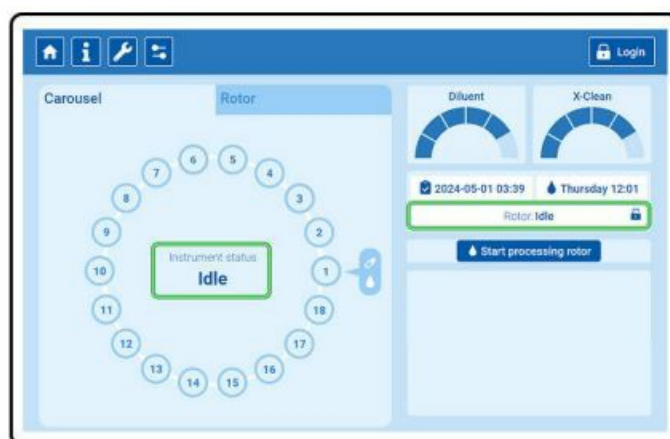 i
Login
Carousel
Rotor
Diluent
X-Clean
2024-05-01 03:39
Thursday 12:01
Rotor: Idle
Start processing rotor
Instrument status
Idle
1
2
3
4
5
6
7
8
9
10
11
12
13
14
15
16
17
18